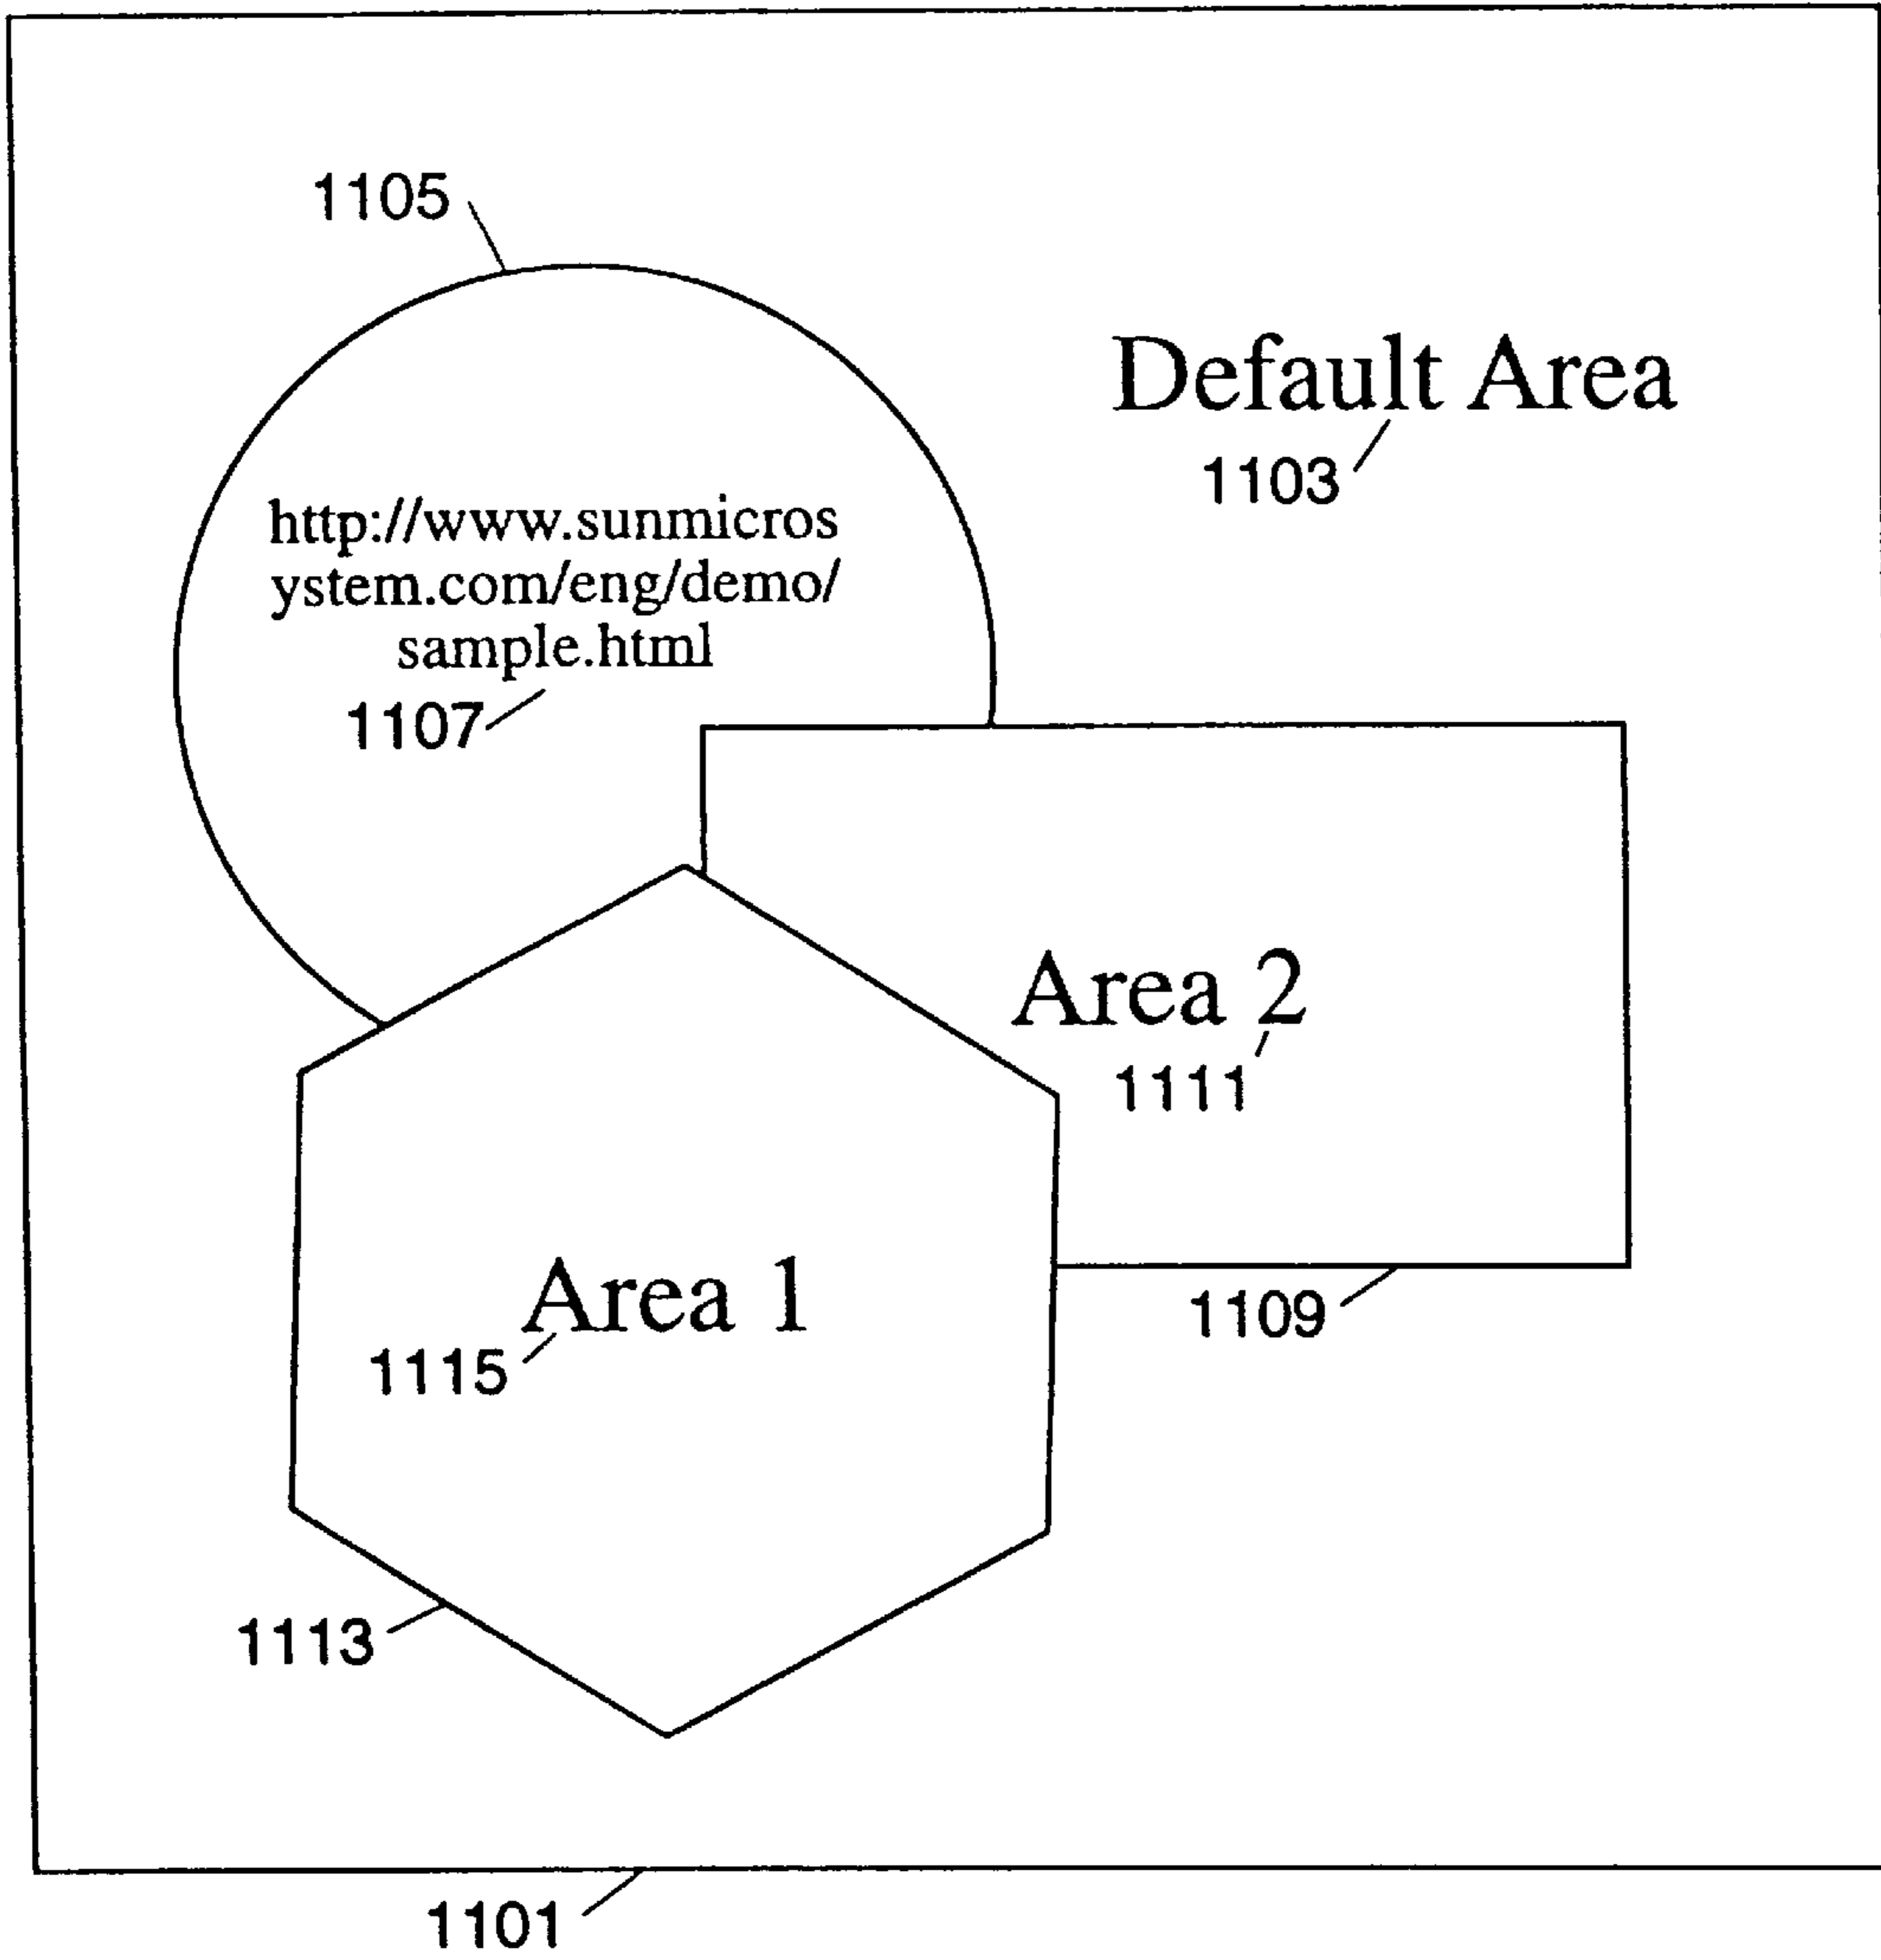 1105
Default Area
1103
http://www.sunmicros
ystem.com/eng/demo/
sample.html
1107
Area 2
1111
Area 1
1109
1115
1113
1101